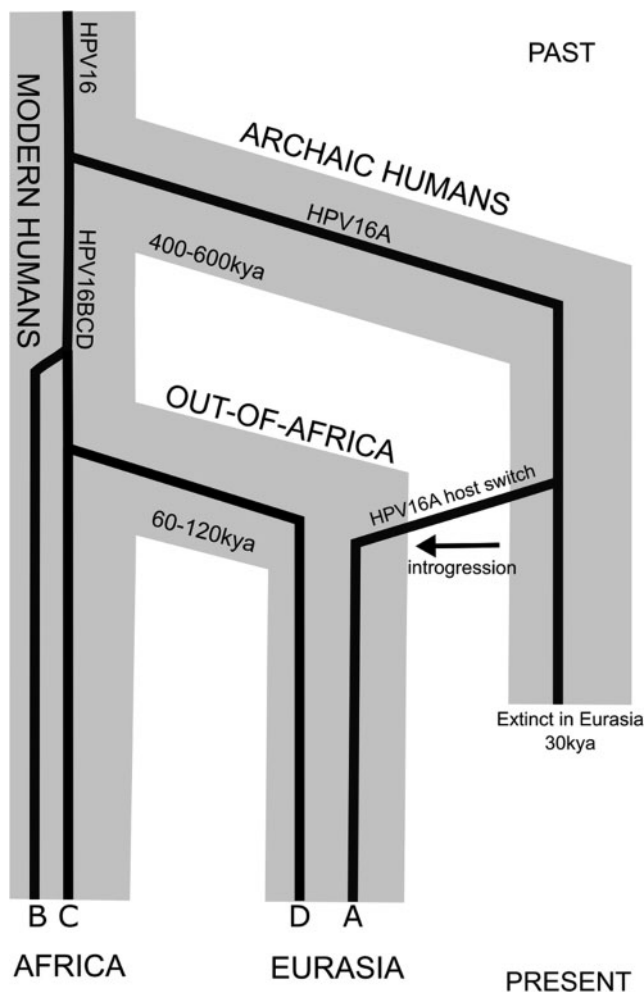 PAST
HPV16
MODERN HUMANS
ARCHAIC HUMANS
HPV16A
HPV16BCD
400-600kya
OUT-OF-AFRICA
HPV16A host switch
60-120kya
introgression
Extinct in Eurasia
30kya
B C D A
AFRICA EURASIA PRESENT